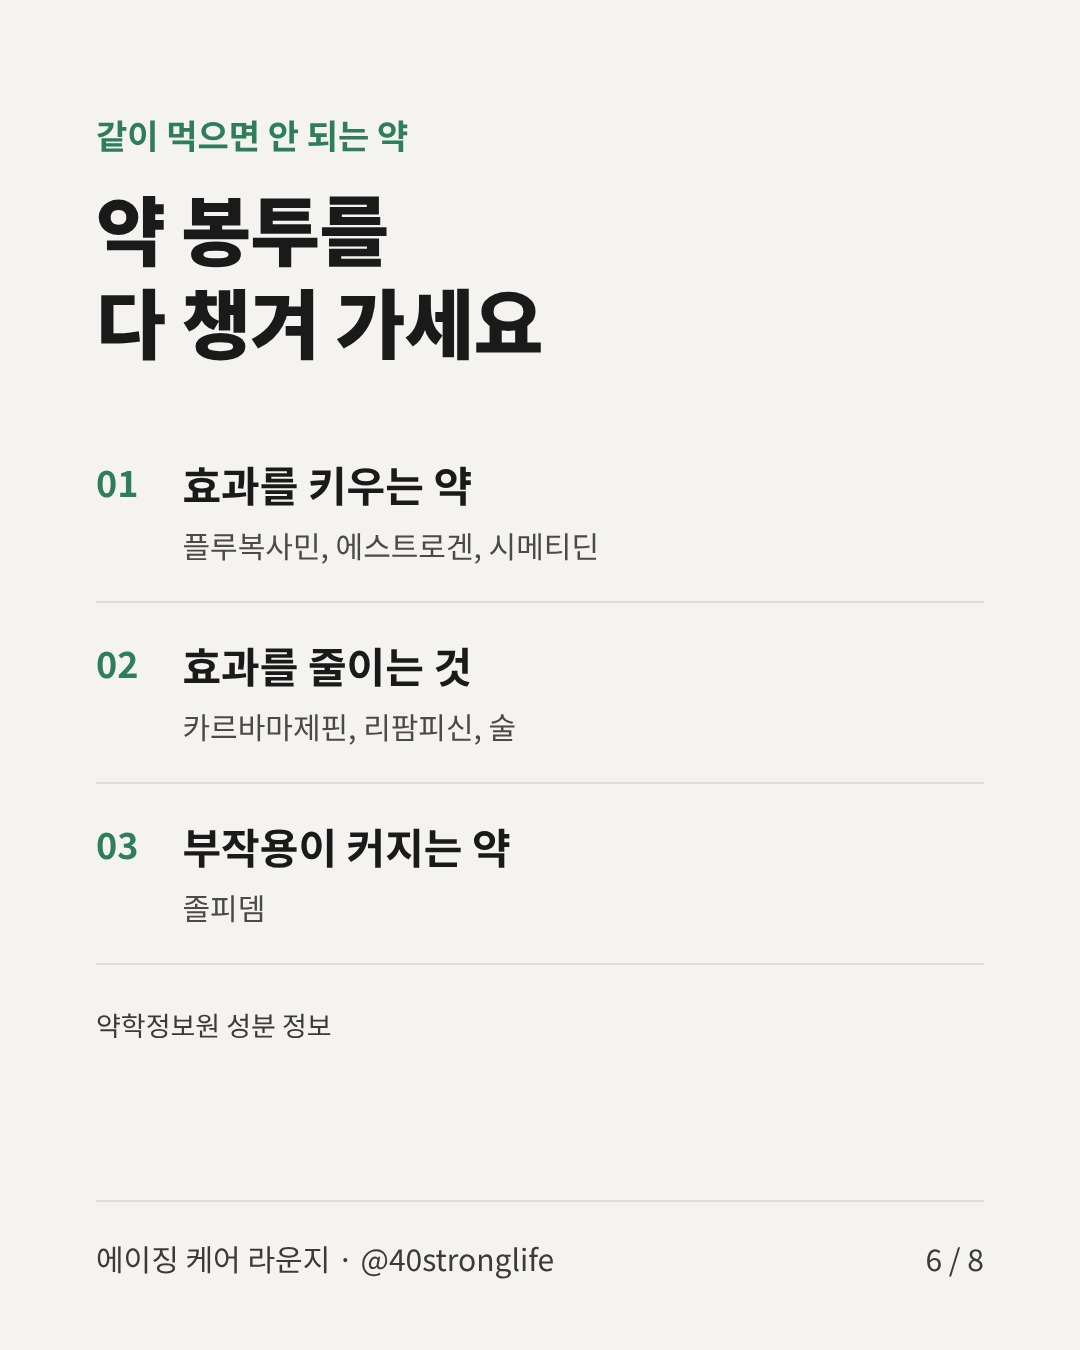 같이 먹으면 안 되는 약
약 봉투를
다 챙겨 가세요
01 효과를 키우는 약
플루복사민, 에스트로겐, 시메티딘
02 효과를 줄이는 것
카르바마제핀, 리팜피신, 술
03 부작용이 커지는 약
졸피뎀
약학정보원 성분 정보
에이징 케어 라운지 · @40stronglife 6 / 8